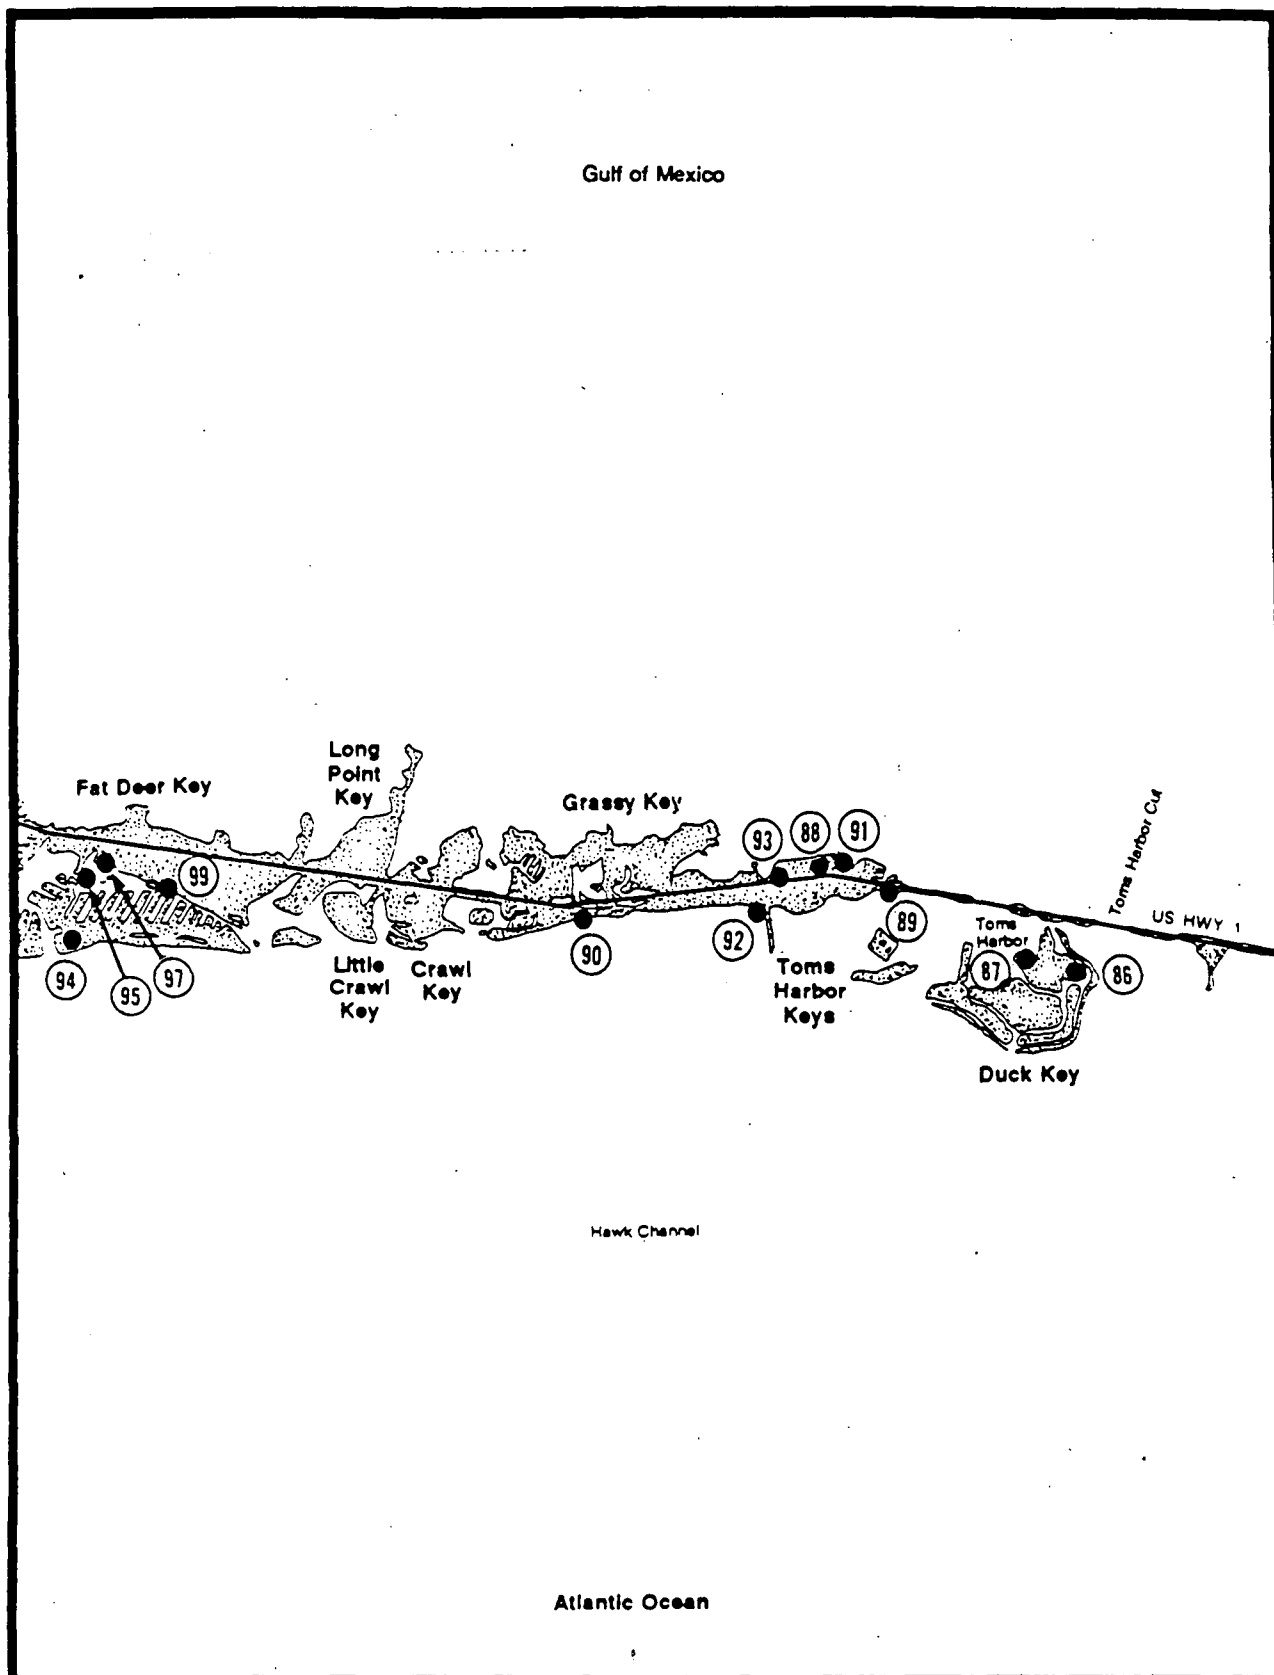 Gulf of Mexico
Long
Point
Key
Fat Deer Key
Grassy Key
Toms Harbor Cut
93
88
91
99
89
US HWY 1
92
90
94
95
97
Little
Crawl
Key
Crawl
Key
Toms
Harbor
Keys
Toms
Harbor
87
86
Duck Key
Hawk Channel
Atlantic Ocean